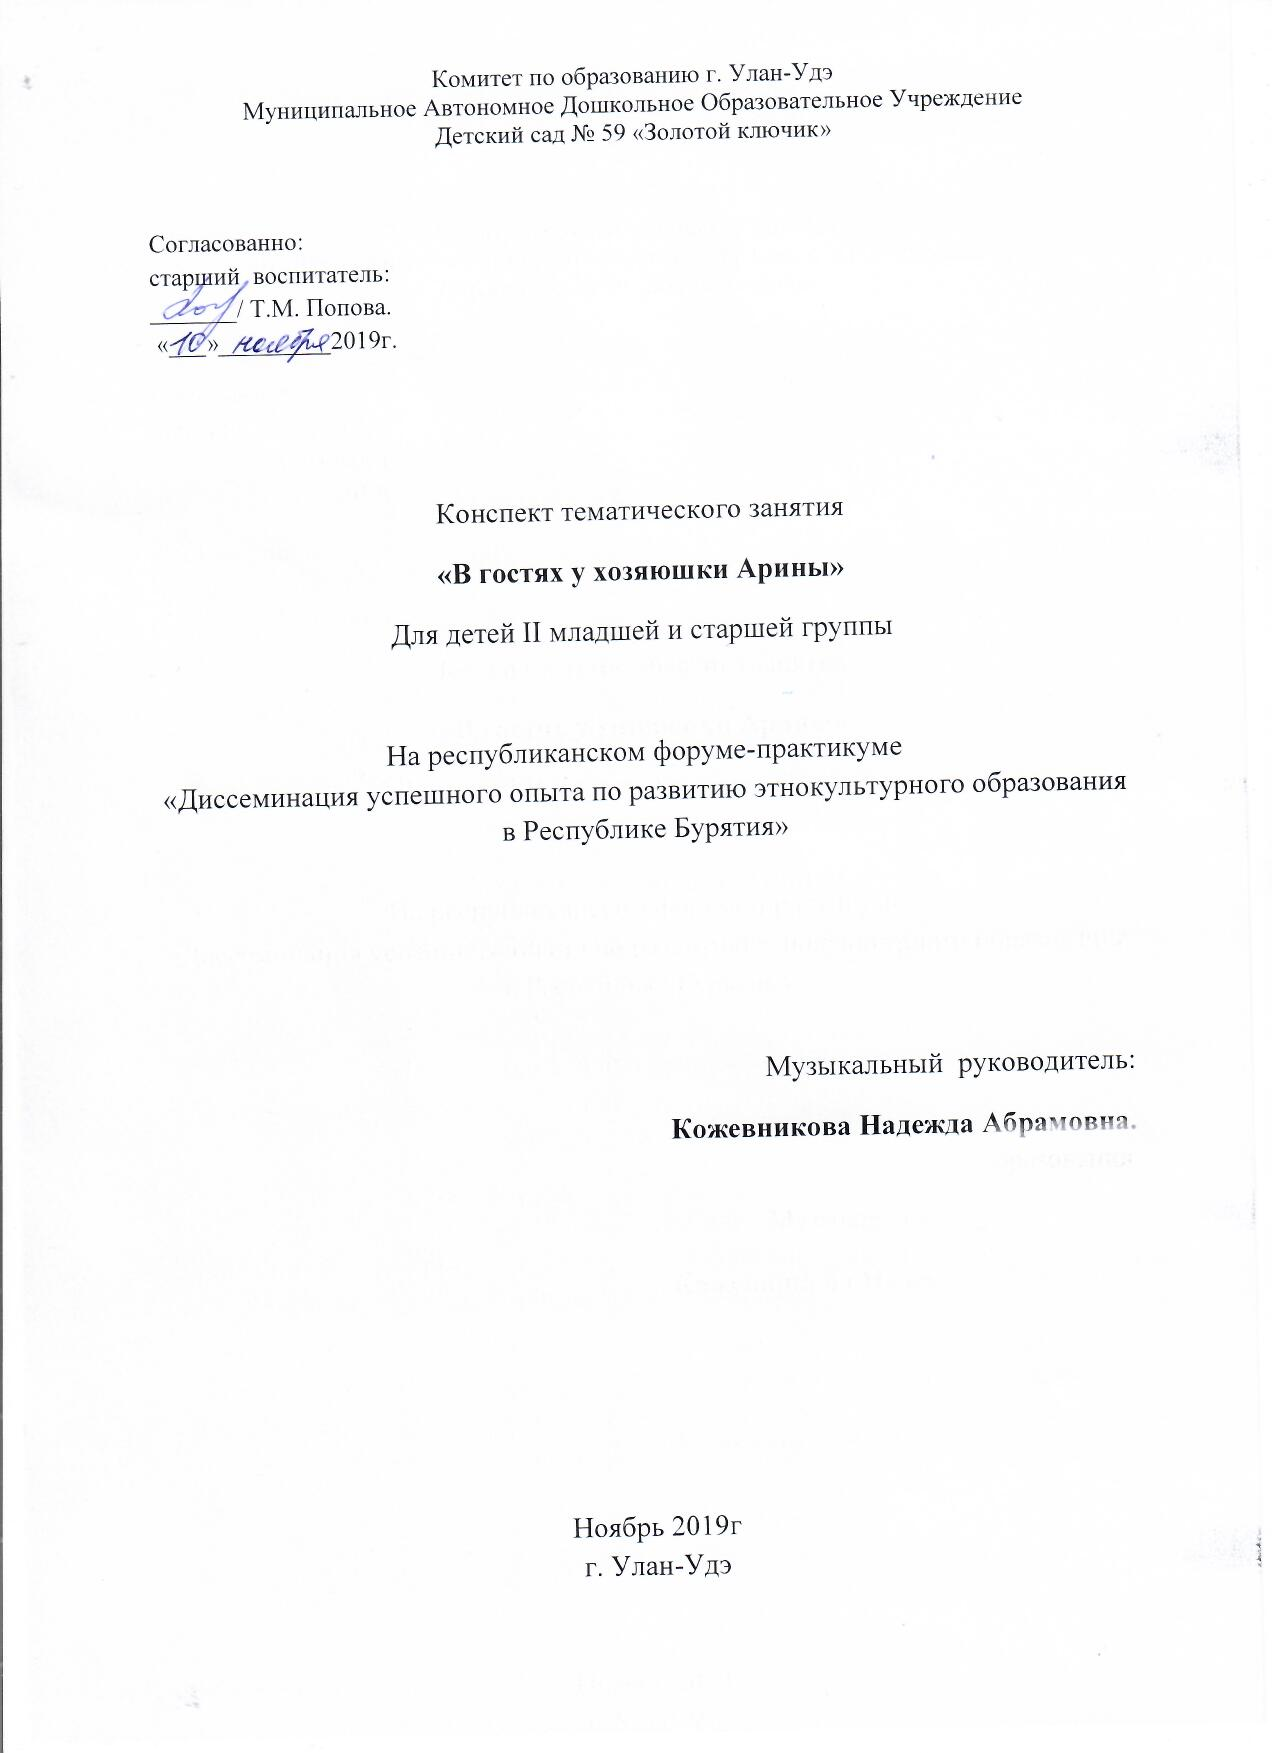 Комитет по образованию г. Улан-Удэ
Муниципальное Автономное Дошкольное Образовательное Учреждение
Детский сад № 59 «Золотой ключик»
Согласованно:
старший воспитатель:
/ Т.М. Попова.
«10» ноября 2019г.
Конспект тематического занятия
«В гостях у хозяюшки Арины»
Для детей II младшей и старшей группы
На республиканском форуме-практикуме
«Диссеминация успешного опыта по развитию этнокультурного образования
в Республике Бурятия»
Музыкальный руководитель:
Кожевникова Надежда Абрамовна.
Ноябрь 2019г
г. Улан-Удэ